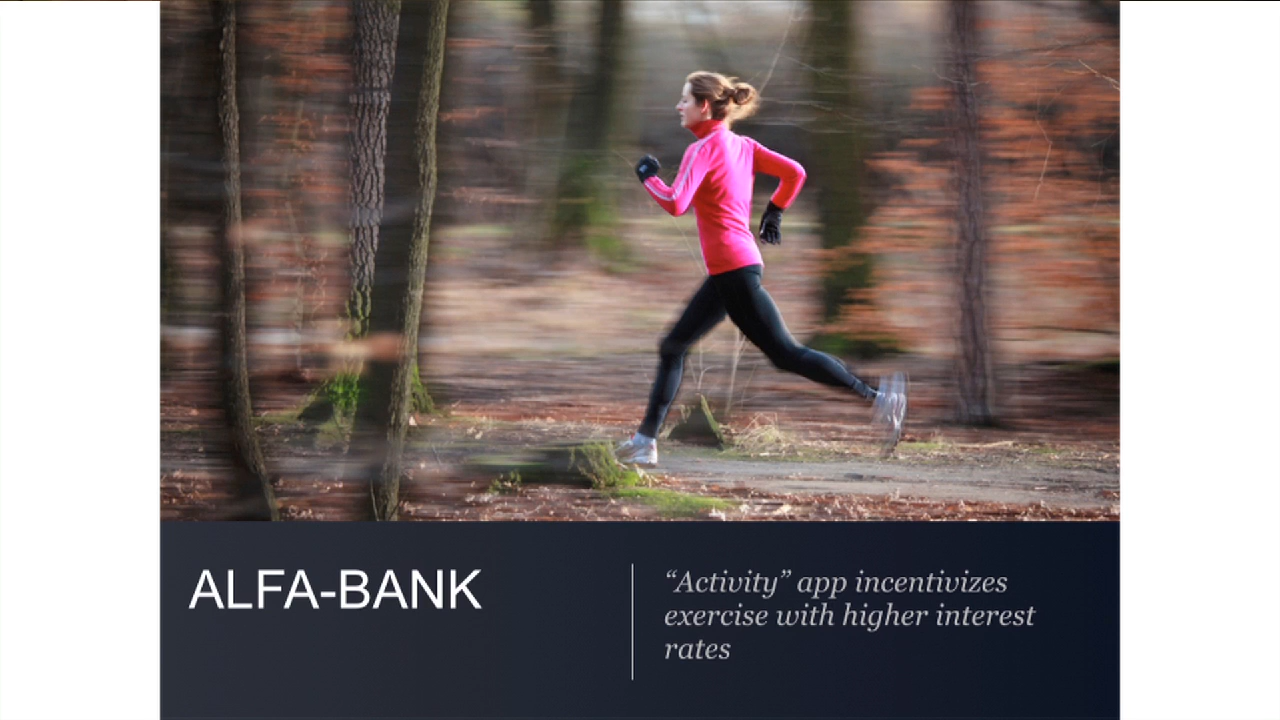 ALFA-BANK
“Activity” app incentivizes
exercise with higher interest
rates